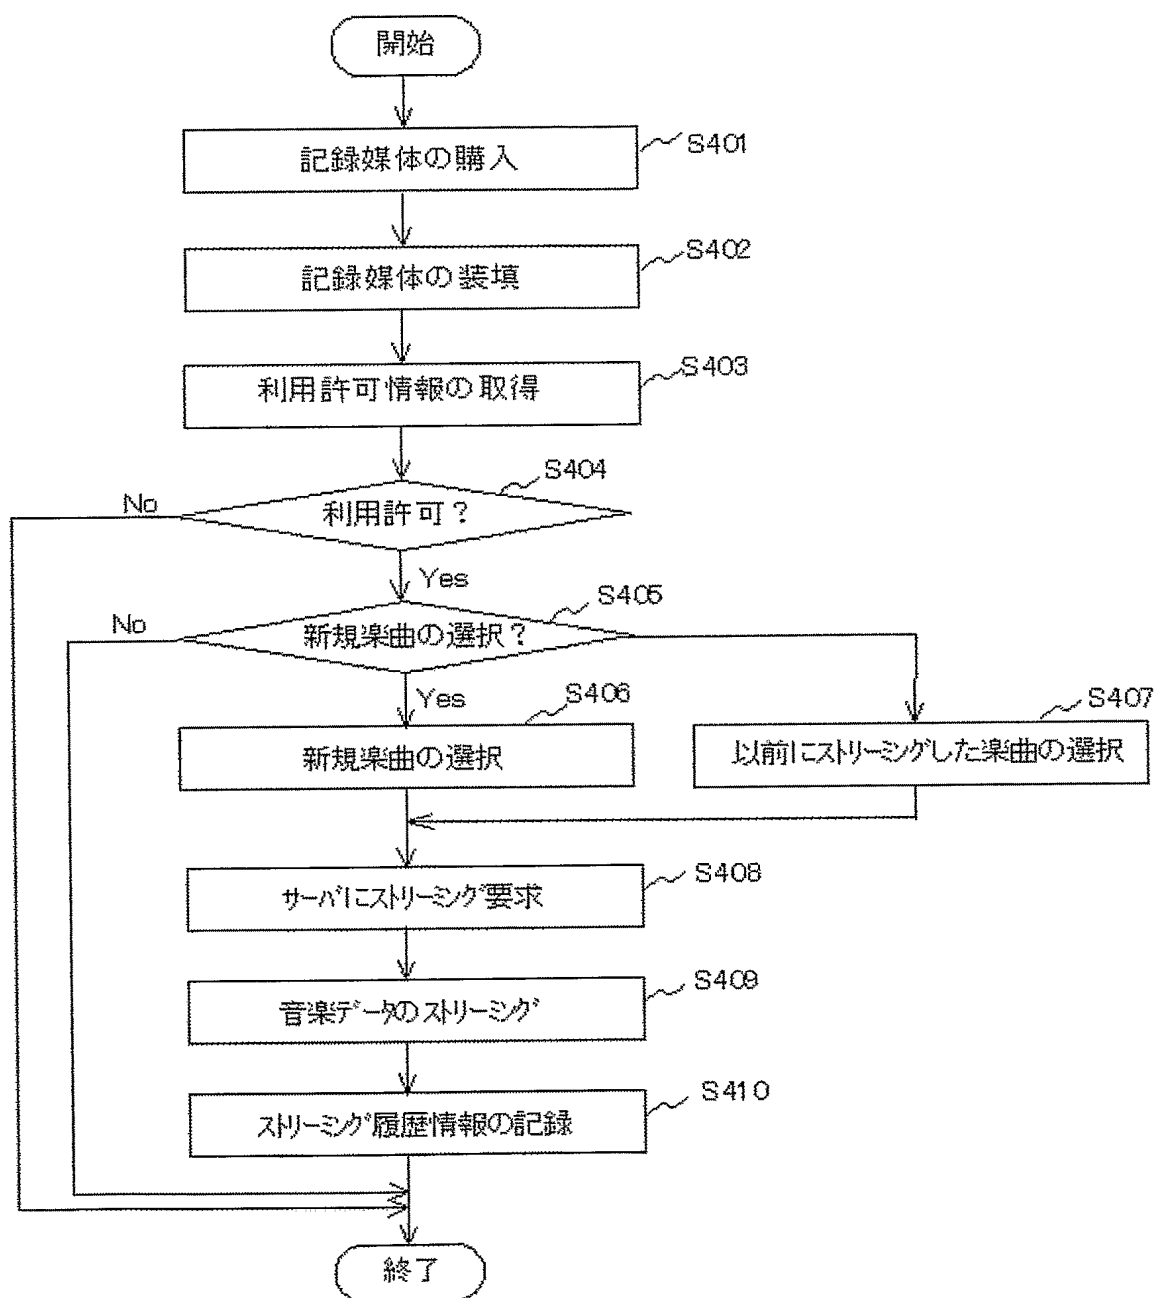 開始
記録媒体の購入
S401
記録媒体の装填
S402
利用許可情報の取得
S403
S404
No
利用許可？
Yes
S405
No
新規楽曲の選択？
Yes
S406
新規楽曲の選択
S407
以前にストリーミングした楽曲の選択
サーバにストリーミング要求
S408
音楽データのストリーミング
S409
ストリーミング履歴情報の記録
S410
終了